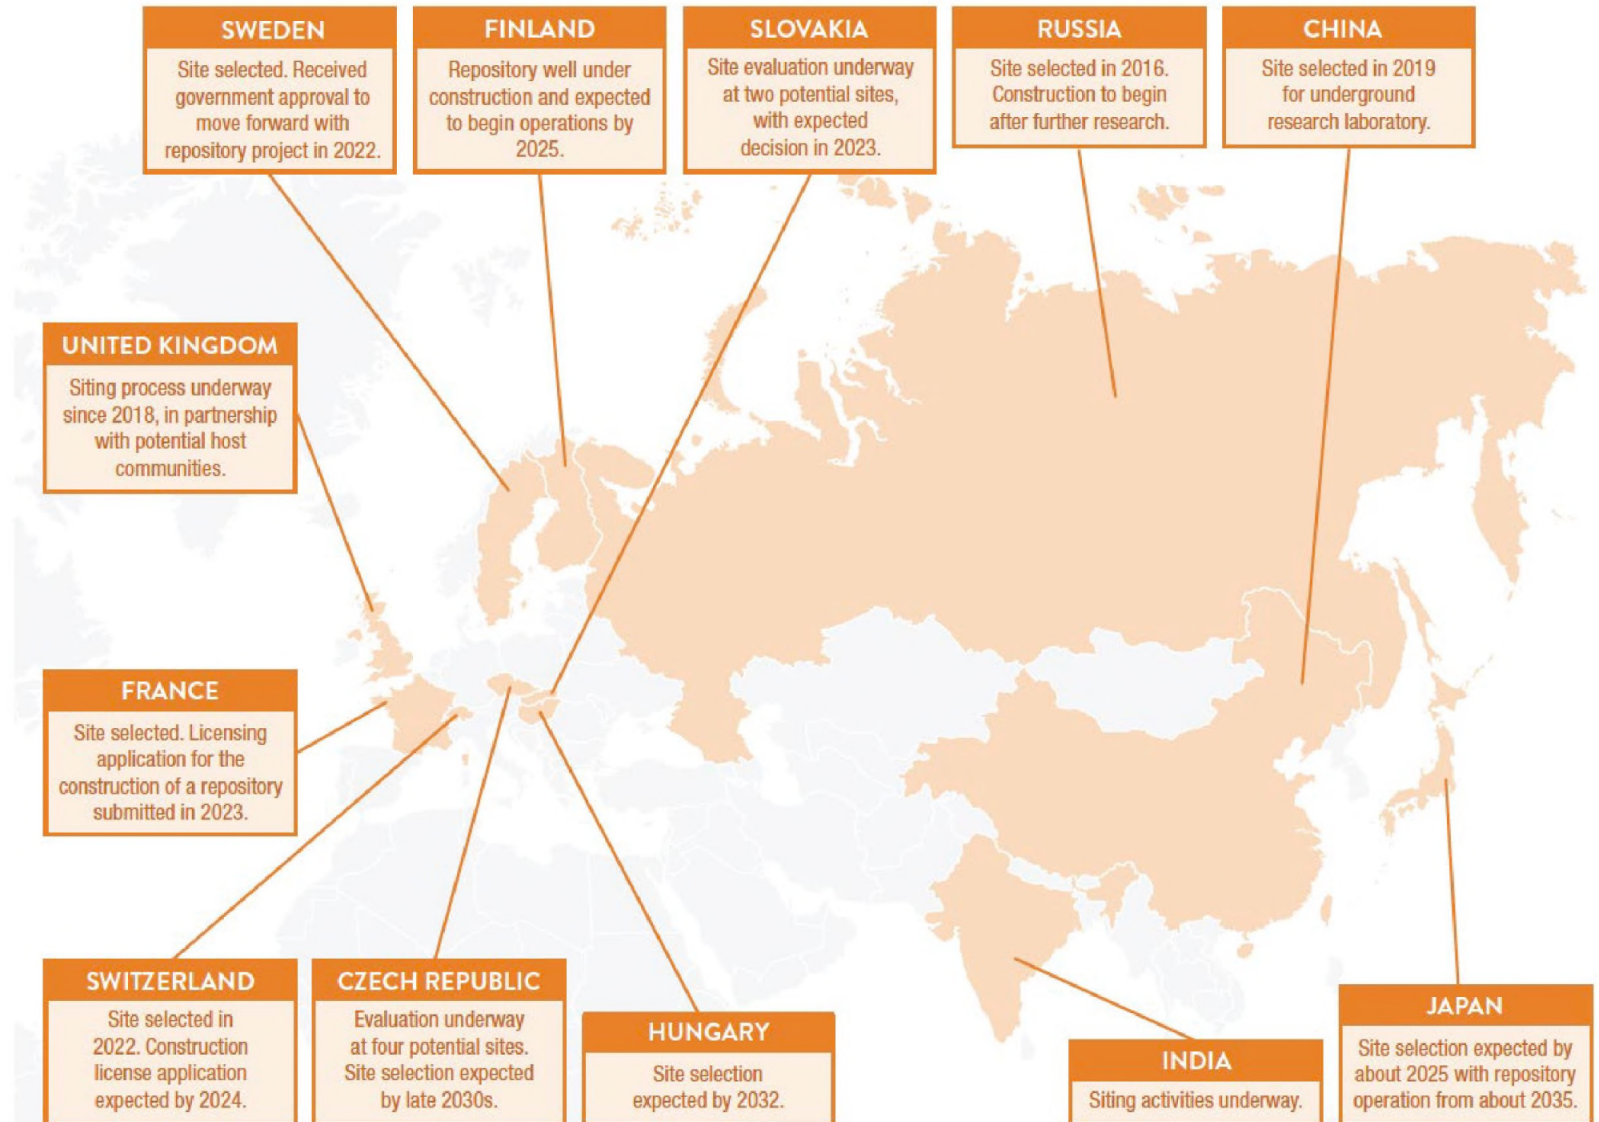 SWEDEN
Site selected. Received
government approval to
move forward with
repository project in 2022.
FINLAND
Repository well under
construction and expected
to begin operations by
2025.
SLOVAKIA
Site evaluation underway
at two potential sites,
with expected
decision in 2023.
RUSSIA
Site selected in 2016.
Construction to begin
after further research.
CHINA
Site selected in 2019
for underground
research laboratory.
UNITED KINGDOM
Siting process underway
since 2018, in partnership
with potential host
communities.
FRANCE
Site selected. Licensing
application for the
construction of a repository
submitted in 2023.
SWITZERLAND
Site selected in
2022. Construction
license application
expected by 2024.
CZECH REPUBLIC
Evaluation underway
at four potential sites.
Site selection expected
by late 2030s.
HUNGARY
Site selection
expected by 2032.
INDIA
Siting activities underway.
JAPAN
Site selection expected by
about 2025 with repository
operation from about 2035.